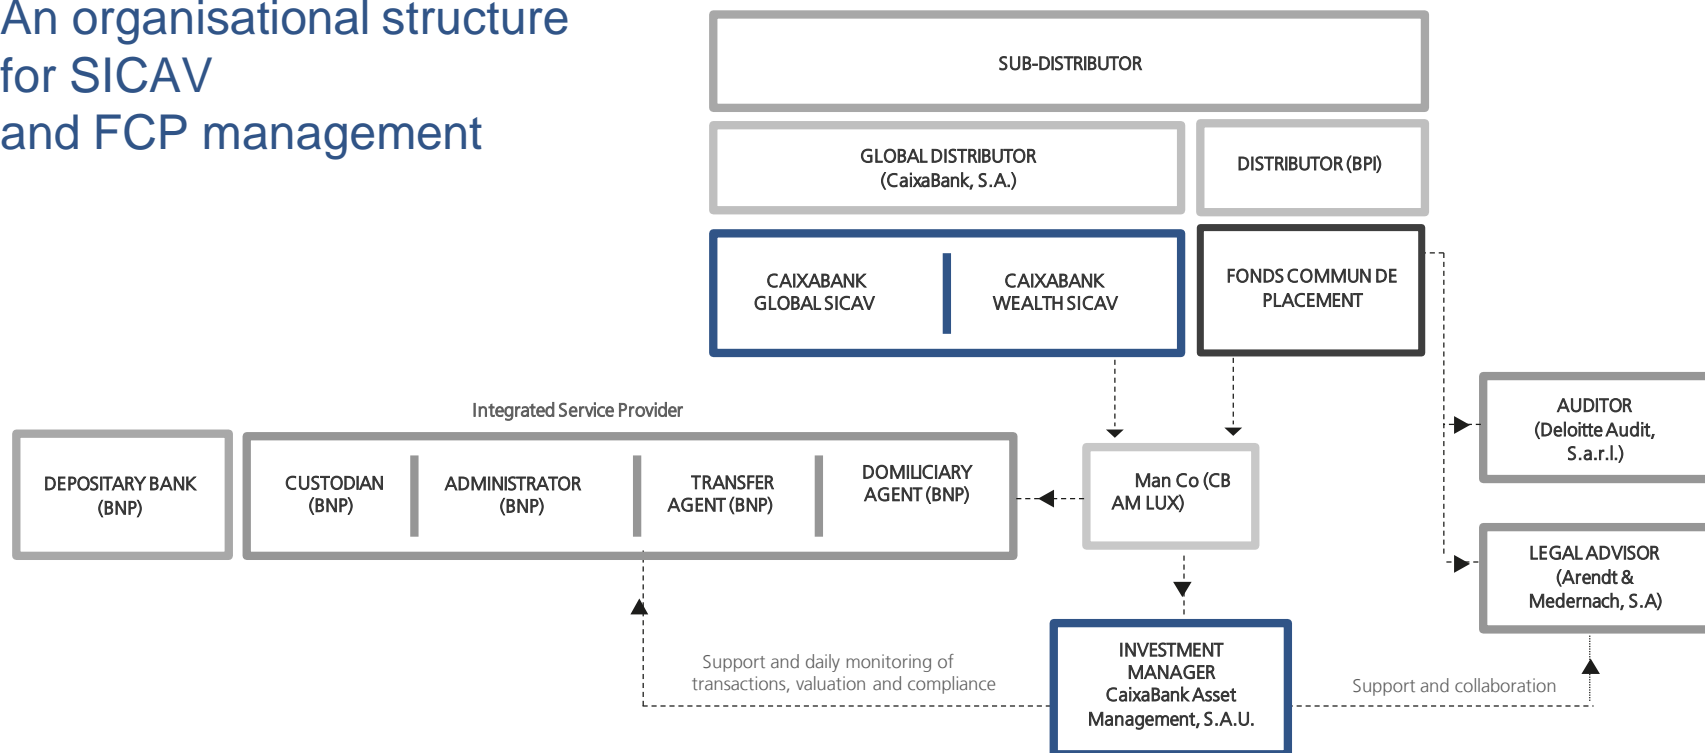 An organisational structure
for SICAV
and FCP management
SUB-DISTRIBUTOR
GLOBAL DISTRIBUTOR
(CaixaBank, S.A.)
DISTRIBUTOR (BPI)
CAIXABANK
GLOBAL SICAV
CAIXABANK
WEALTH SICAV
FONDS COMMUN DE
PLACEMENT
Integrated Service Provider
DEPOSITARY BANK
(BNP)
CUSTODIAN
(BNP)
ADMINISTRATOR
(BNP)
TRANSFER
AGENT (BNP)
DOMILICIARY
AGENT (BNP)
Man Co (CB
AM LUX)
AUDITOR
(Deloitte Audit,
S.a.r.l.)
LEGAL ADVISOR
(Arendt &
Medernach, S.A)
INVESTMENT
MANAGER
CaixaBank Asset
Management, S.A.U.
Support and daily monitoring of
transactions, valuation and compliance
Support and collaboration